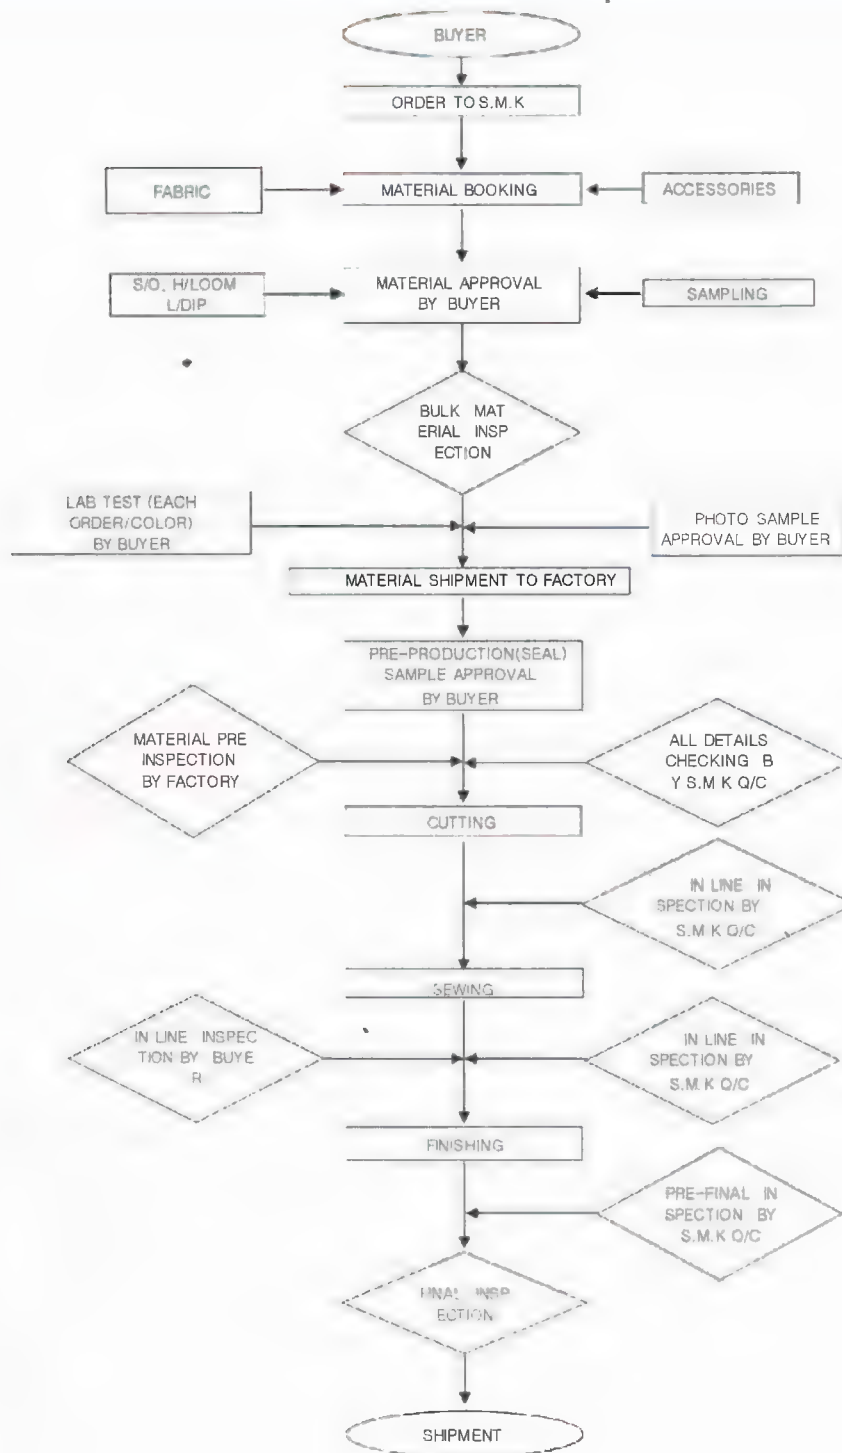 BUYER
ORDER TO S.M.K
FABRIC
MATERIAL BOOKING
ACCESSORIES
S/O, H/LOOM
L/DIP
MATERIAL APPROVAL
BY BUYER
SAMPLING
BULK MAT
ERIAL INSP
ECTION
LAB TEST (EACH
ORDER/COLOR)
BY BUYER
PHOTO SAMPLE
APPROVAL BY BUYER
MATERIAL SHIPMENT TO FACTORY
PRE-PRODUCTION(SEAL)
SAMPLE APPROVAL
BY BUYER
MATERIAL PRE
INSPECTION
BY FACTORY
ALL DETAILS
CHECKING B
Y S.M K Q/C
CUTTING
IN LINE IN
SPECTION BY
S.M K Q/C
SEWING
IN LINE INSPEC
TION BY BUYE
R
IN LINE IN
SPECTION BY
S.M.K Q/C
FINISHING
PRE-FINAL IN
SPECTION BY
S.M.K Q/C
FINAL INSP
ECTION
SHIPMENT